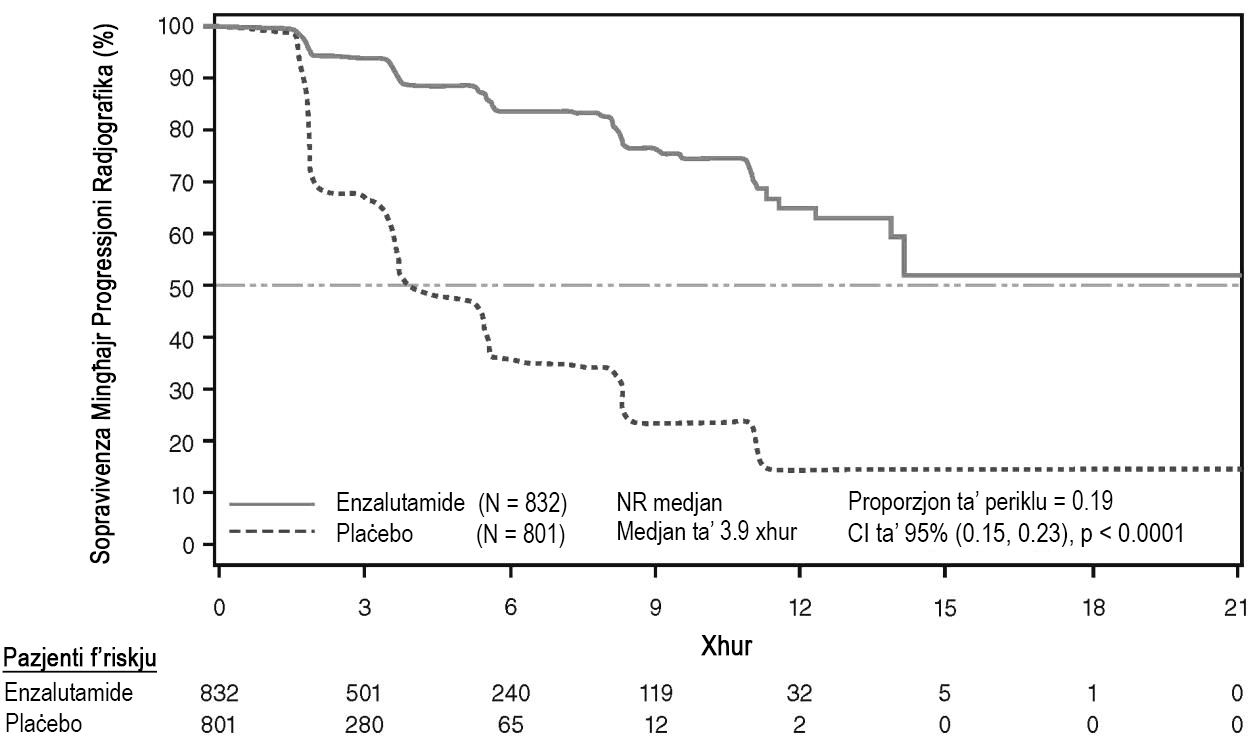 Sopravivenza Mingħajr Progressjoni Radjografika (%)
100
90
80
70
60
50
40
30
20
10
0
Enzalutamide (N = 832) NR medjan Proporzjon ta’ periklu = 0.19
Plaċebo (N = 801) Medjan ta’ 3.9 xhur CI ta’ 95% (0.15, 0.23), p < 0.0001
0 3 6 9 12 15 18 21
Xhur
Pazjenti f’riskju
Enzalutamide 832 501 240 119 32 5 1 0
Plaċebo 801 280 65 12 2 0 0 0